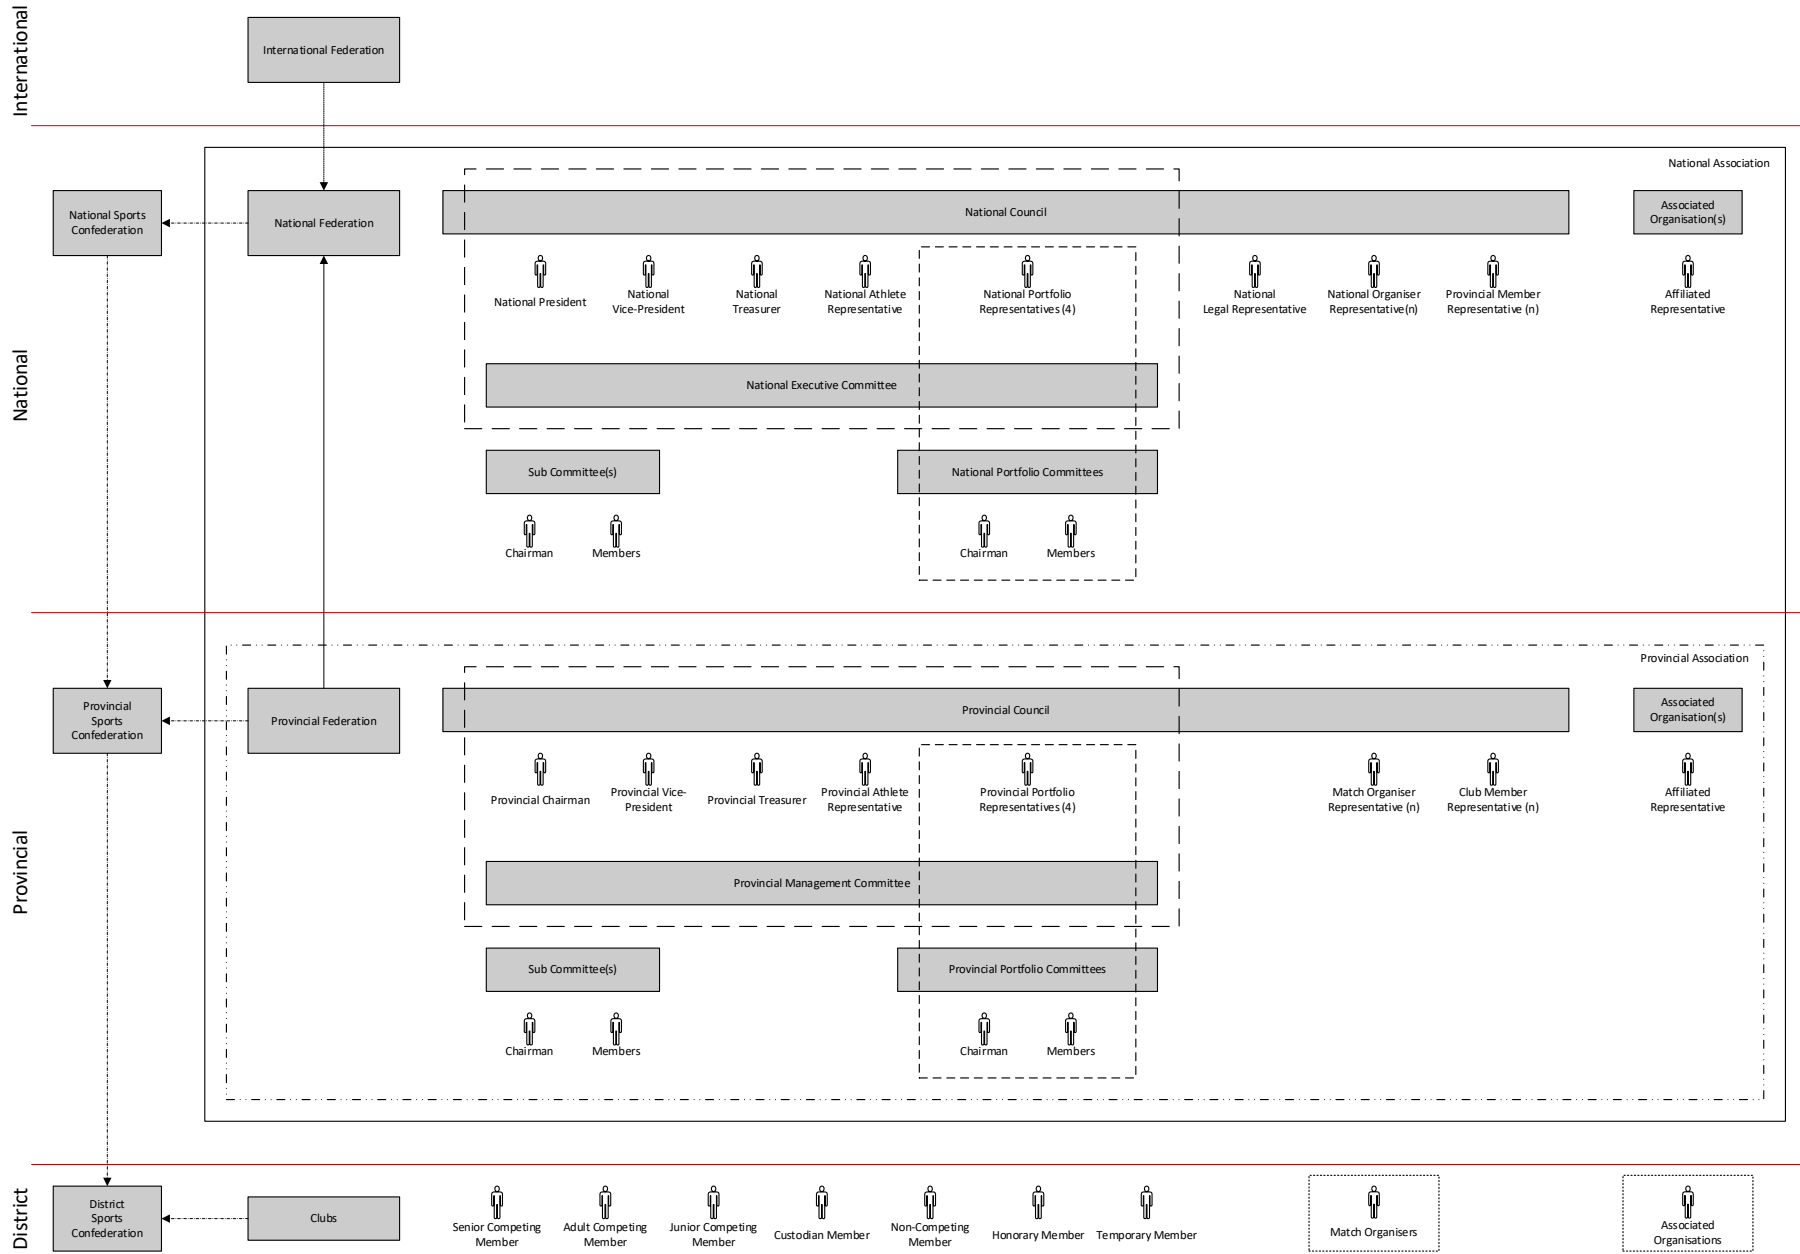 International
International Federation
National Association
National
National Sports
Confederation
National Federation
National Council
Associated
Organisation(s)
National President
National
Vice-President
National
Treasurer
National Athlete
Representative
National Portfolio
Representatives (4)
National
Legal Representative
National Organiser
Representative(n)
Provincial Member
Representative (n)
Affiliated
Representative
National Executive Committee
Sub Committee(s)
National Portfolio Committees
Chairman
Members
Chairman
Members
Provincial Association
Provincial
Provincial
Sports
Confederation
Provincial Federation
Provincial Council
Associated
Organisation(s)
Provincial Chairman
Provincial Vice-
President
Provincial Treasurer
Provincial Athlete
Representative
Provincial Portfolio
Representatives (4)
Match Organiser
Representative (n)
Club Member
Representative (n)
Affiliated
Representative
Provincial Management Committee
Sub Committee(s)
Provincial Portfolio Committees
Chairman
Members
Chairman
Members
District
District
Sports
Confederation
Clubs
Senior Competing
Member
Adult Competing
Member
Junior Competing
Member
Custodian Member
Non-Competing
Member
Honorary Member
Temporary Member
Match Organisers
Associated
Organisations